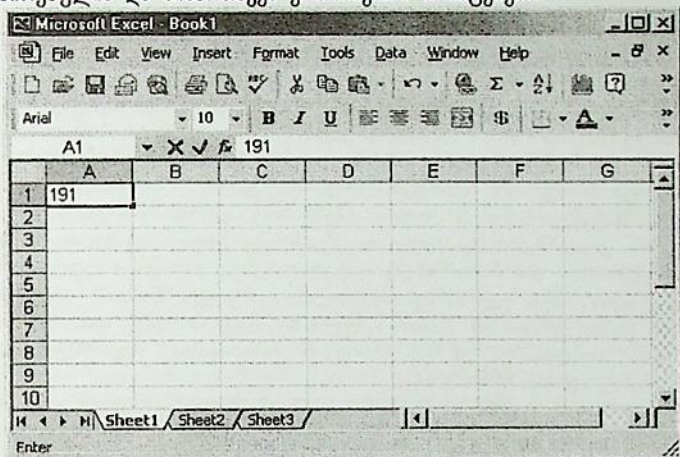 Microsoft Excel - Book1
File Edit View Insert Format Tools Data Window Help
Arial 10 B I U
A1 191
A B C D E F G
1 191
2
3
4
5
6
7
8
9
10
Sheet1 Sheet2 Sheet3
Enter